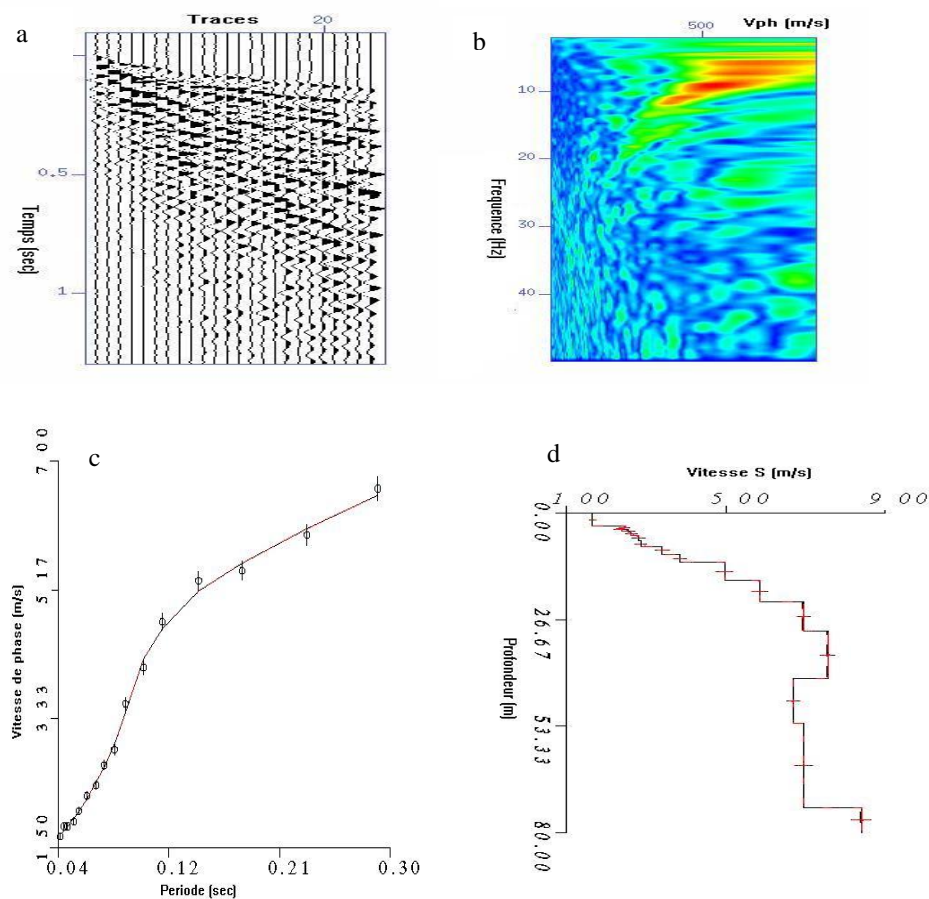 a
Traces
20
0.5
1
Temps (sec)
b
Vph (m/s)
500
10
20
30
40
Frequence (Hz)
c
7 00
5 17
3 33
1 50
Vitesse de phase (m/s)
0.04
0.12
0.21
0.30
Periode (sec)
d
Vitesse S (m/s)
1 00
5 00
9 00
0.00
26.67
53.33
80.00
Profondeur (m)